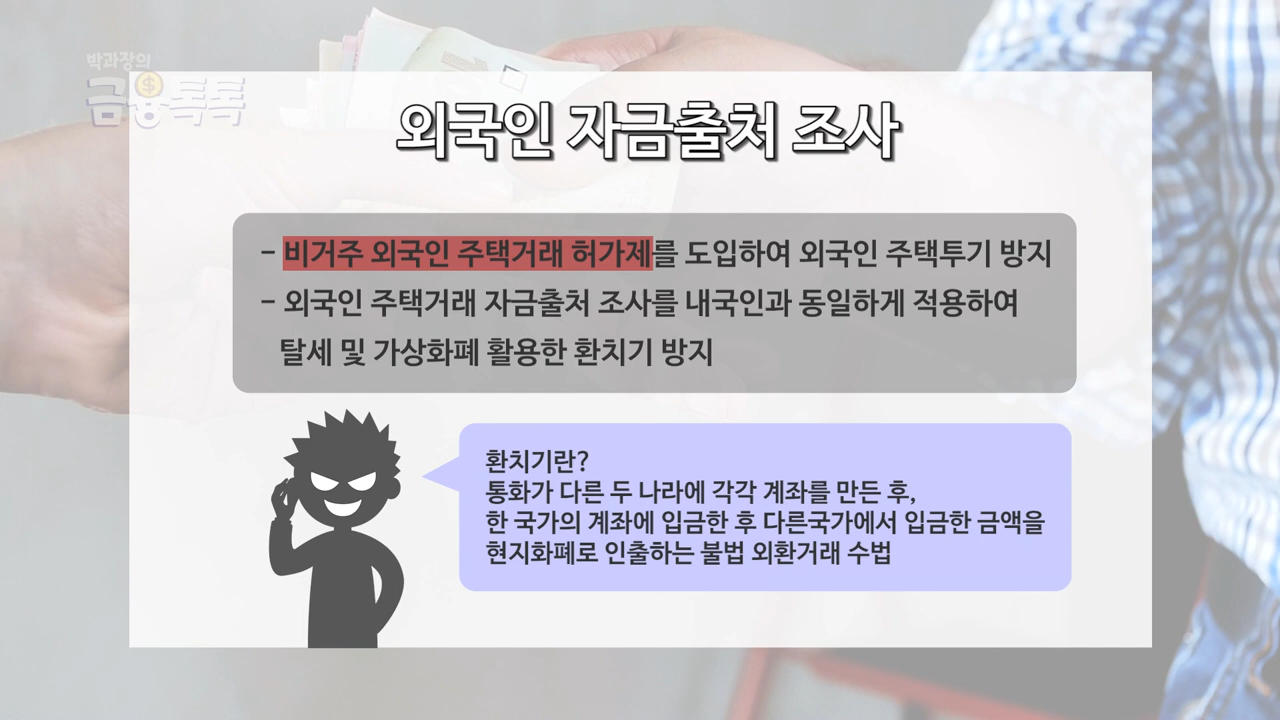 박과장의
금융톡톡
외국인 자금출처 조사
- 비거주 외국인 주택거래 허가제를 도입하여 외국인 주택투기 방지
- 외국인 주택거래 자금출처 조사를 내국인과 동일하게 적용하여
탈세 및 가상화폐 활용한 환치기 방지
환치기란?
통화가 다른 두 나라에 각각 계좌를 만든 후,
한 국가의 계좌에 입금한 후 다른국가에서 입금한 금액을
현지화폐로 인출하는 불법 외환거래 수법